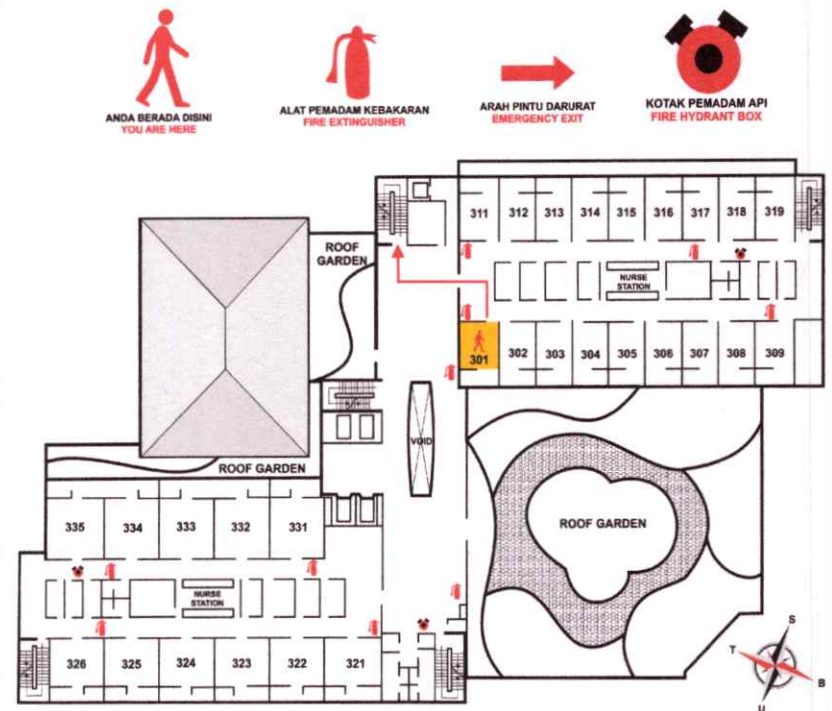 ANDA BERADA DISINI
YOU ARE HERE
ALAT PEMADAM KEBAKARAN
FIRE EXTINGUISHER
ARAH PINTU DARURAT
EMERGENCY EXIT
KOTAK PEMADAM API
FIRE HYDRANT BOX
311 312 313 314 315 316 317 318 319
ROOF
GARDEN
NURSE
STATION
301 302 303 304 305 306 307 308 309
VOID
ROOF GARDEN
335 334 333 332 331
ROOF GARDEN
NURSE
STATION
326 325 324 323 322 321
S
T
B
U